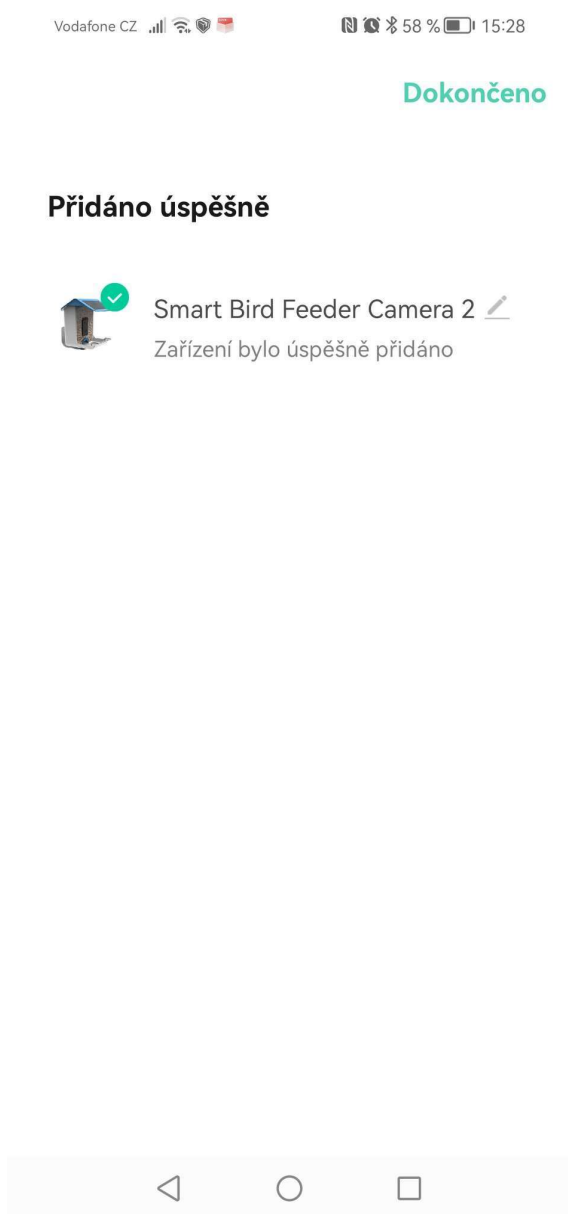 Vodafone CZ 58 % 15:28
Dokončeno
Přidáno úspěšně
Smart Bird Feeder Camera 2
Zařízení bylo úspěšně přidáno